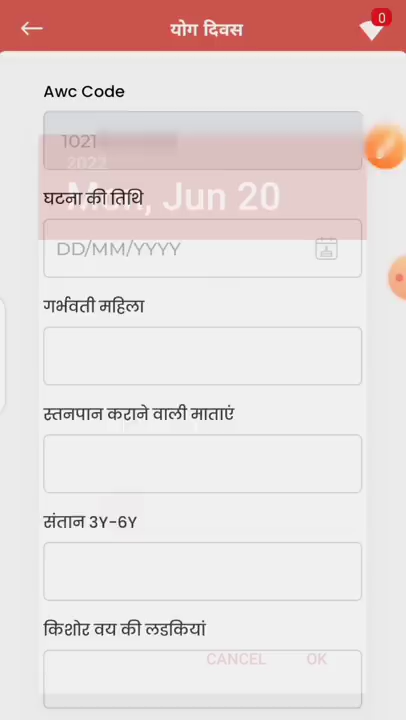 योग दिवस
0
Awc Code
1021
2022
घटना की तिथि
Mon, Jun 20
DD/MM/YYYY
गर्भवती महिला
स्तनपान कराने वाली माताएं
संतान 3Y-6Y
किशोर वय की लडकियां
CANCEL OK